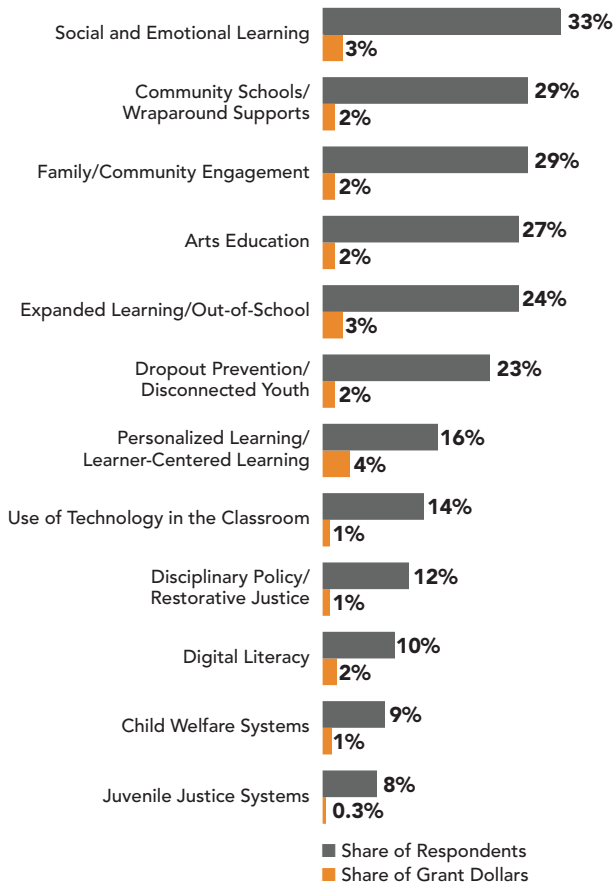 Social and Emotional Learning
33%
3%
Community Schools/
Wraparound Supports
29%
2%
Family/Community Engagement
29%
2%
Arts Education
27%
2%
Expanded Learning/Out-of-School
24%
3%
Dropout Prevention/
Disconnected Youth
23%
2%
Personalized Learning/
Learner-Centered Learning
16%
4%
Use of Technology in the Classroom
14%
1%
Disciplinary Policy/
Restorative Justice
12%
1%
Digital Literacy
10%
2%
Child Welfare Systems
9%
1%
Juvenile Justice Systems
8%
0.3%
Share of Respondents
Share of Grant Dollars